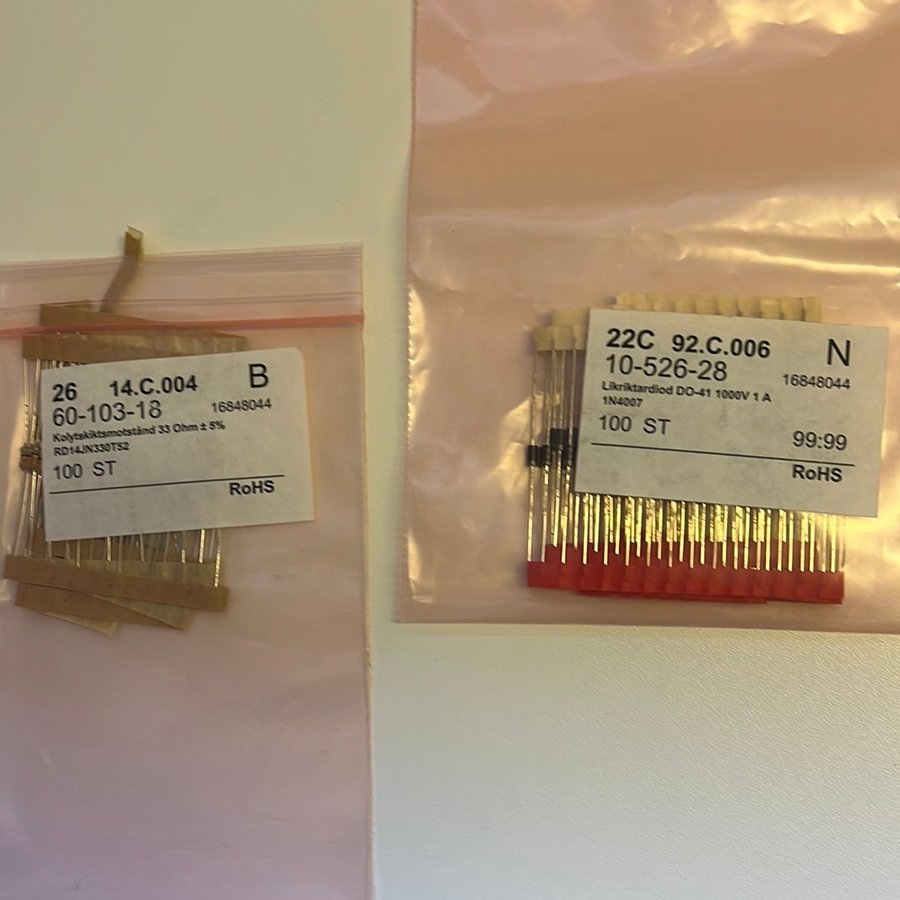 26 14.C.004 B
60-103-18 16848044
Kolytskiktsmotstånd 33 Ohm ± 5%
RD14JN330T52
100 ST
RoHS
22C 92.C.006 N
10-526-28 16848044
Likriktardiod DO-41 1000V 1 A
1N4007
100 ST 99:99
RoHS